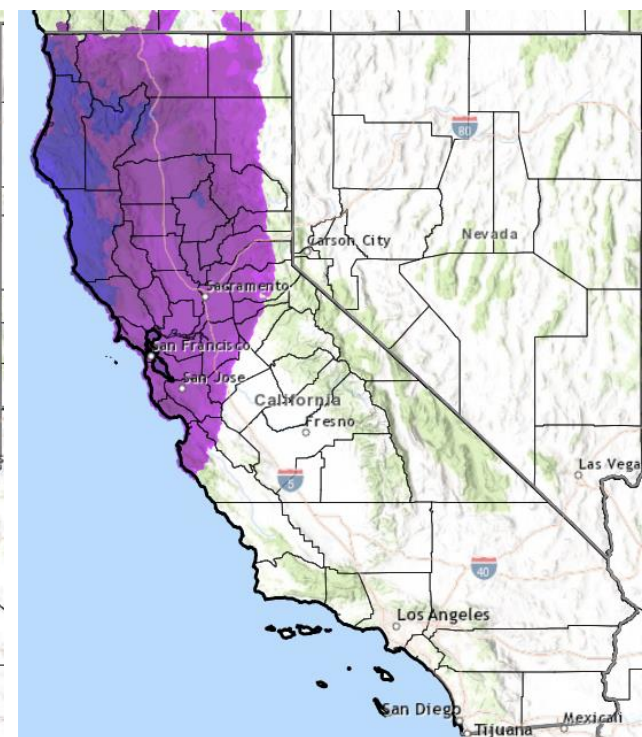 80
Nevada
Carson City
Sacramento
San Francisco
San Jose
California
Fresno
5
Las Vega
40
Los Angeles
San Diego
Tijuana
Mexicali